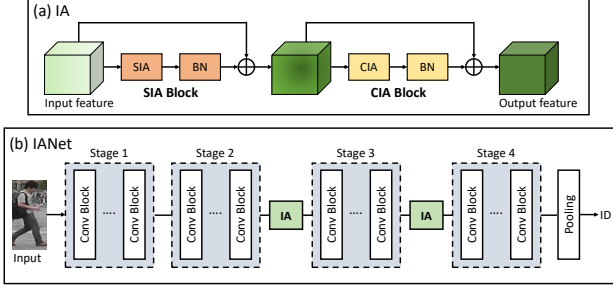 (a) IA
SIA
BN
CIA
BN
Input feature
SIA Block
CIA Block
Output feature
(b) IANet
Stage 1
Stage 2
Stage 3
Stage 4
Conv Block
....
Conv Block
Conv Block
....
Conv Block
IA
Conv Block
....
Conv Block
IA
Conv Block
....
Conv Block
Pooling
ID
Input